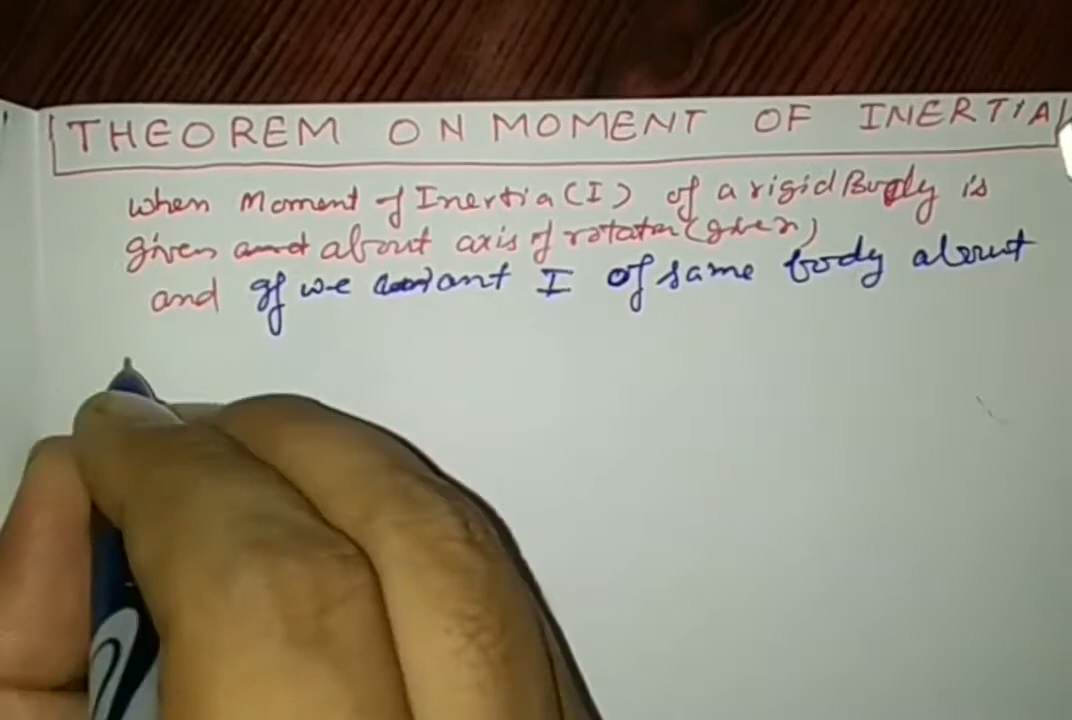 THEOREM ON MOMENT OF INERTIA
when Moment of Inertia (I) of a rigid Body is
given about axis of rotation (given)
and If we want I of same body about